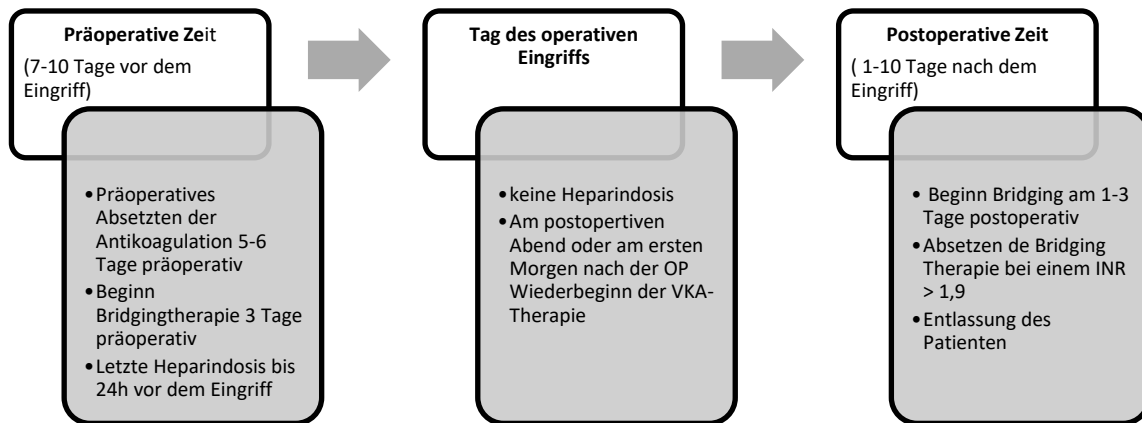 Präoperative Zeit
(7-10 Tage vor dem
Eingriff)
•Präoperatives
Absetzten der
Antikoagulation 5-6
Tage präoperativ
•Beginn
Bridgingtherapie 3 Tage
präoperativ
•Letzte Heparindosis bis
24h vor dem Eingriff
Tag des operativen
Eingriffs
•keine Heparindosis
•Am postopertiven
Abend oder am ersten
Morgen nach der OP
Wiederbeginn der VKA-
Therapie
Postoperative Zeit
( 1-10 Tage nach dem
Eingriff)
• Beginn Bridging am 1-3
Tage postoperativ
•Absetzen de Bridging
Therapie bei einem INR
> 1,9
•Entlassung des
Patienten